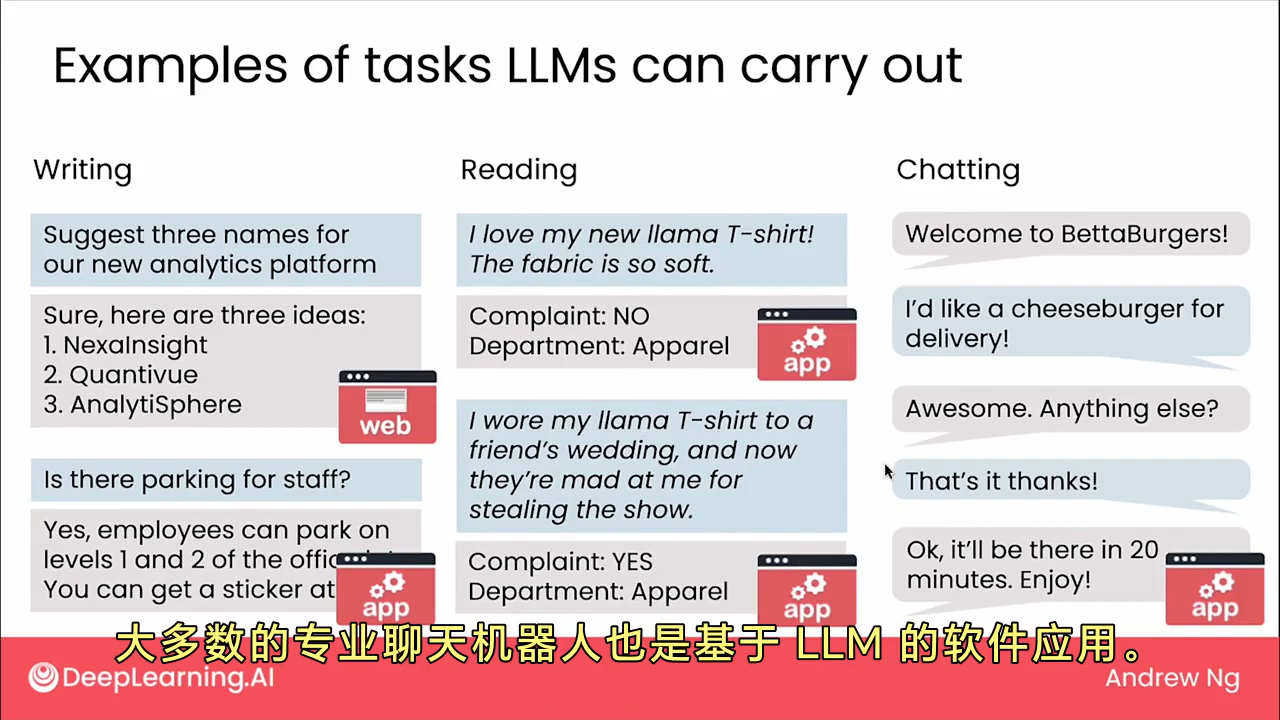 Examples of tasks LLMs can carry out
Writing
Suggest three names for
our new analytics platform
Sure, here are three ideas:
1. NexaInsight
2. Quantivue
3. AnalytiSphere
web
Is there parking for staff?
Yes, employees can park on
levels 1 and 2 of the
You can get a sticker at
app
Reading
I love my new llama T-shirt!
The fabric is so soft.
Complaint: NO
Department: Apparel
app
I wore my llama T-shirt to a
friend's wedding, and now
they're mad at me for
stealing the show.
Complaint: YES
Department: Apparel
app
Chatting
Welcome to BettaBurgers!
I'd like a cheeseburger for
delivery!
Awesome. Anything else?
That's it thanks!
Ok, it'll be there in 20
minutes. Enjoy!
app
大多数的专业聊天机器人也是基于 LLM 的软件应用。
DeepLearning.AI
Andrew Ng